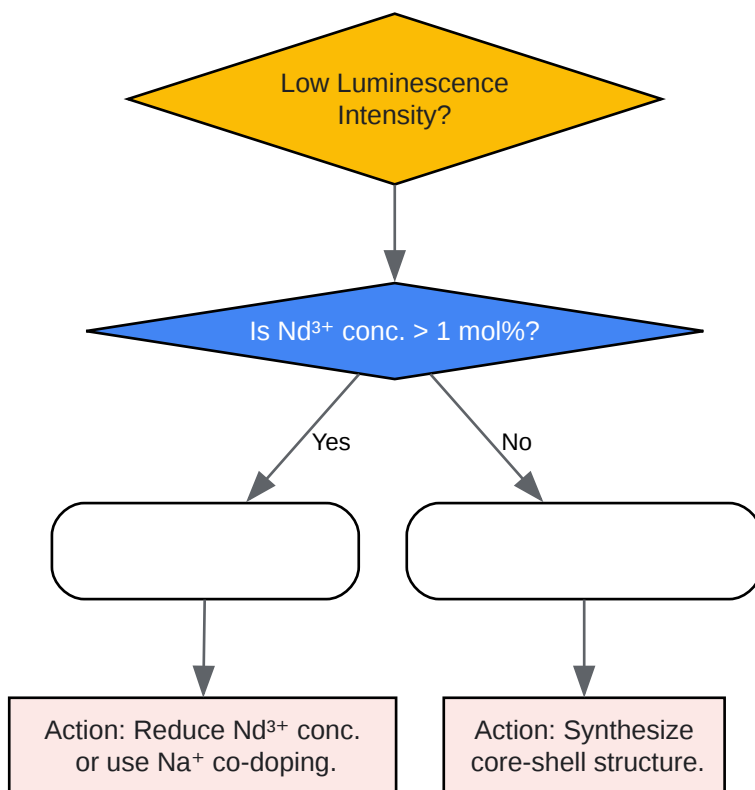 Low Luminescence
Intensity?
Is Nd³⁺ conc. > 1 mol%?
Yes
No
Action: Reduce Nd³⁺ conc.
or use Na⁺ co-doping.
Action: Synthesize
core-shell structure.